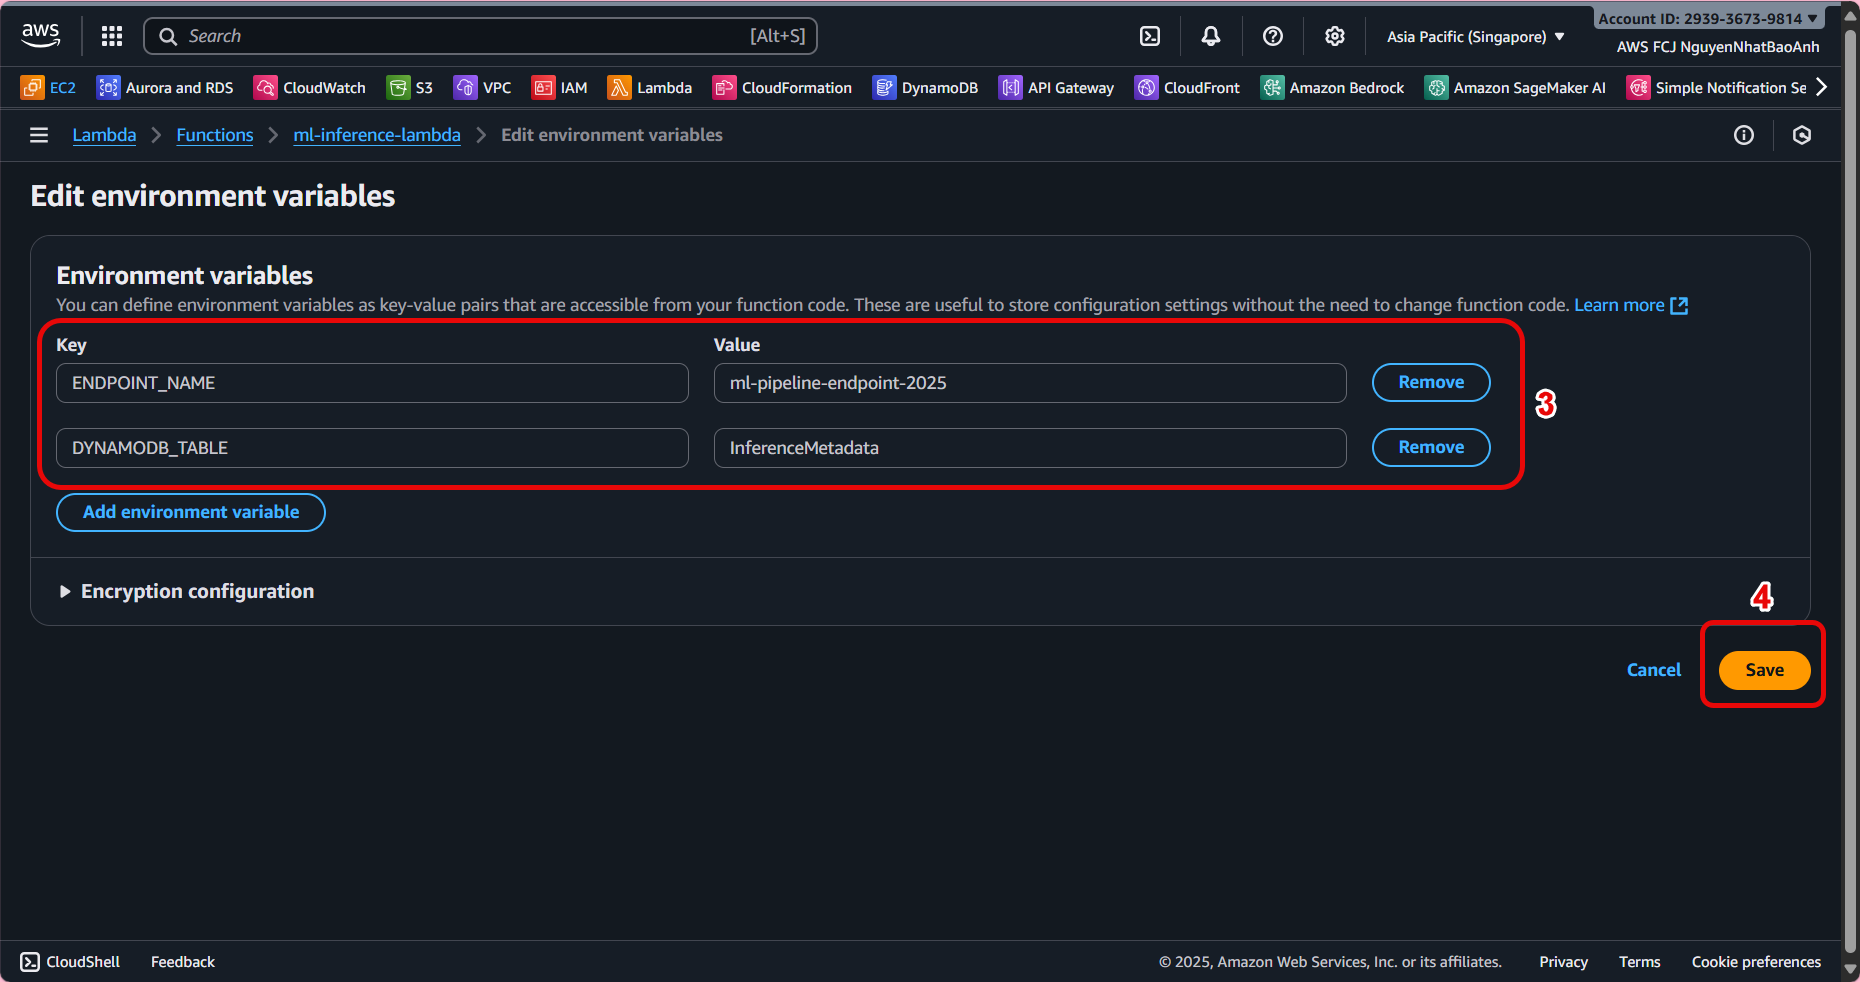 aws
Search [Alt+S]
Asia Pacific (Singapore)
Account ID: 2939-3673-9814
AWS FCJ NguyenNhatBaoAnh
EC2 Aurora and RDS CloudWatch S3 VPC IAM Lambda CloudFormation DynamoDB API Gateway CloudFront Amazon Bedrock Amazon SageMaker AI Simple Notification Se
Lambda Functions ml-inference-lambda Edit environment variables
Edit environment variables
Environment variables
You can define environment variables as key-value pairs that are accessible from your function code. These are useful to store configuration settings without the need to change function code. Learn more
Key Value
ENDPOINT_NAME ml-pipeline-endpoint-2025 Remove
3
DYNAMODB_TABLE InferenceMetadata Remove
Add environment variable
Encryption configuration
4
Cancel Save
CloudShell Feedback © 2025, Amazon Web Services, Inc. or its affiliates. Privacy Terms Cookie preferences